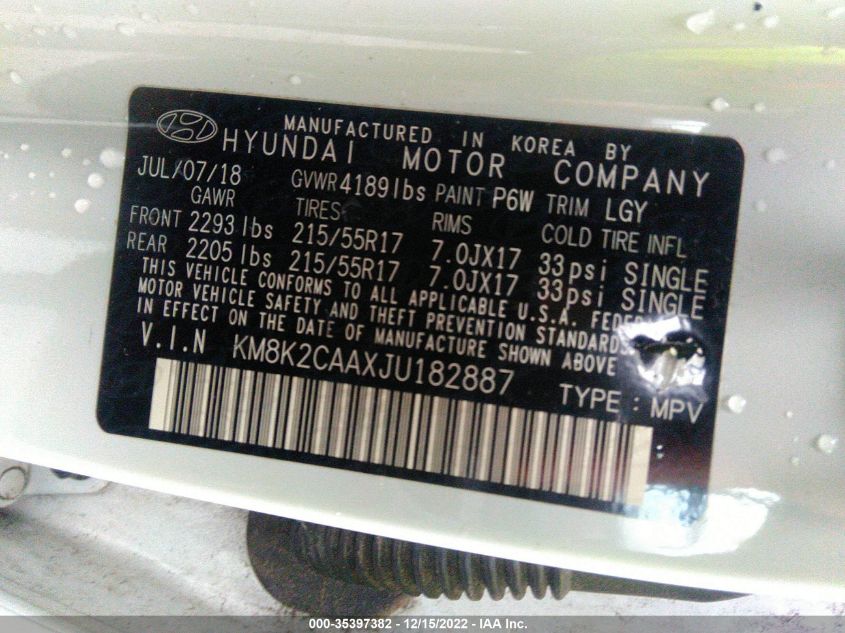 MANUFACTURED IN KOREA BY
HYUNDAI MOTOR COMPANY
JUL/07/18 GVWR 4189lbs PAINT P6W TRIM LGY
GAWR TIRES RIMS COLD TIRE INFL
FRONT 2293 lbs 215/55R17 7.0JX17 33psi SINGLE
REAR 2205 lbs 215/55R17 7.0JX17 33psi SINGLE
THIS VEHICLE CONFORMS TO ALL APPLICABLE U.S.A. FEDERAL
MOTOR VEHICLE SAFETY AND THEFT PREVENTION STANDARDS
IN EFFECT ON THE DATE OF MANUFACTURE SHOWN ABOVE
V.I.N KM8K2CAAXJU182887 TYPE : MPV
000-35397382 - 12/15/2022 - IAA Inc.